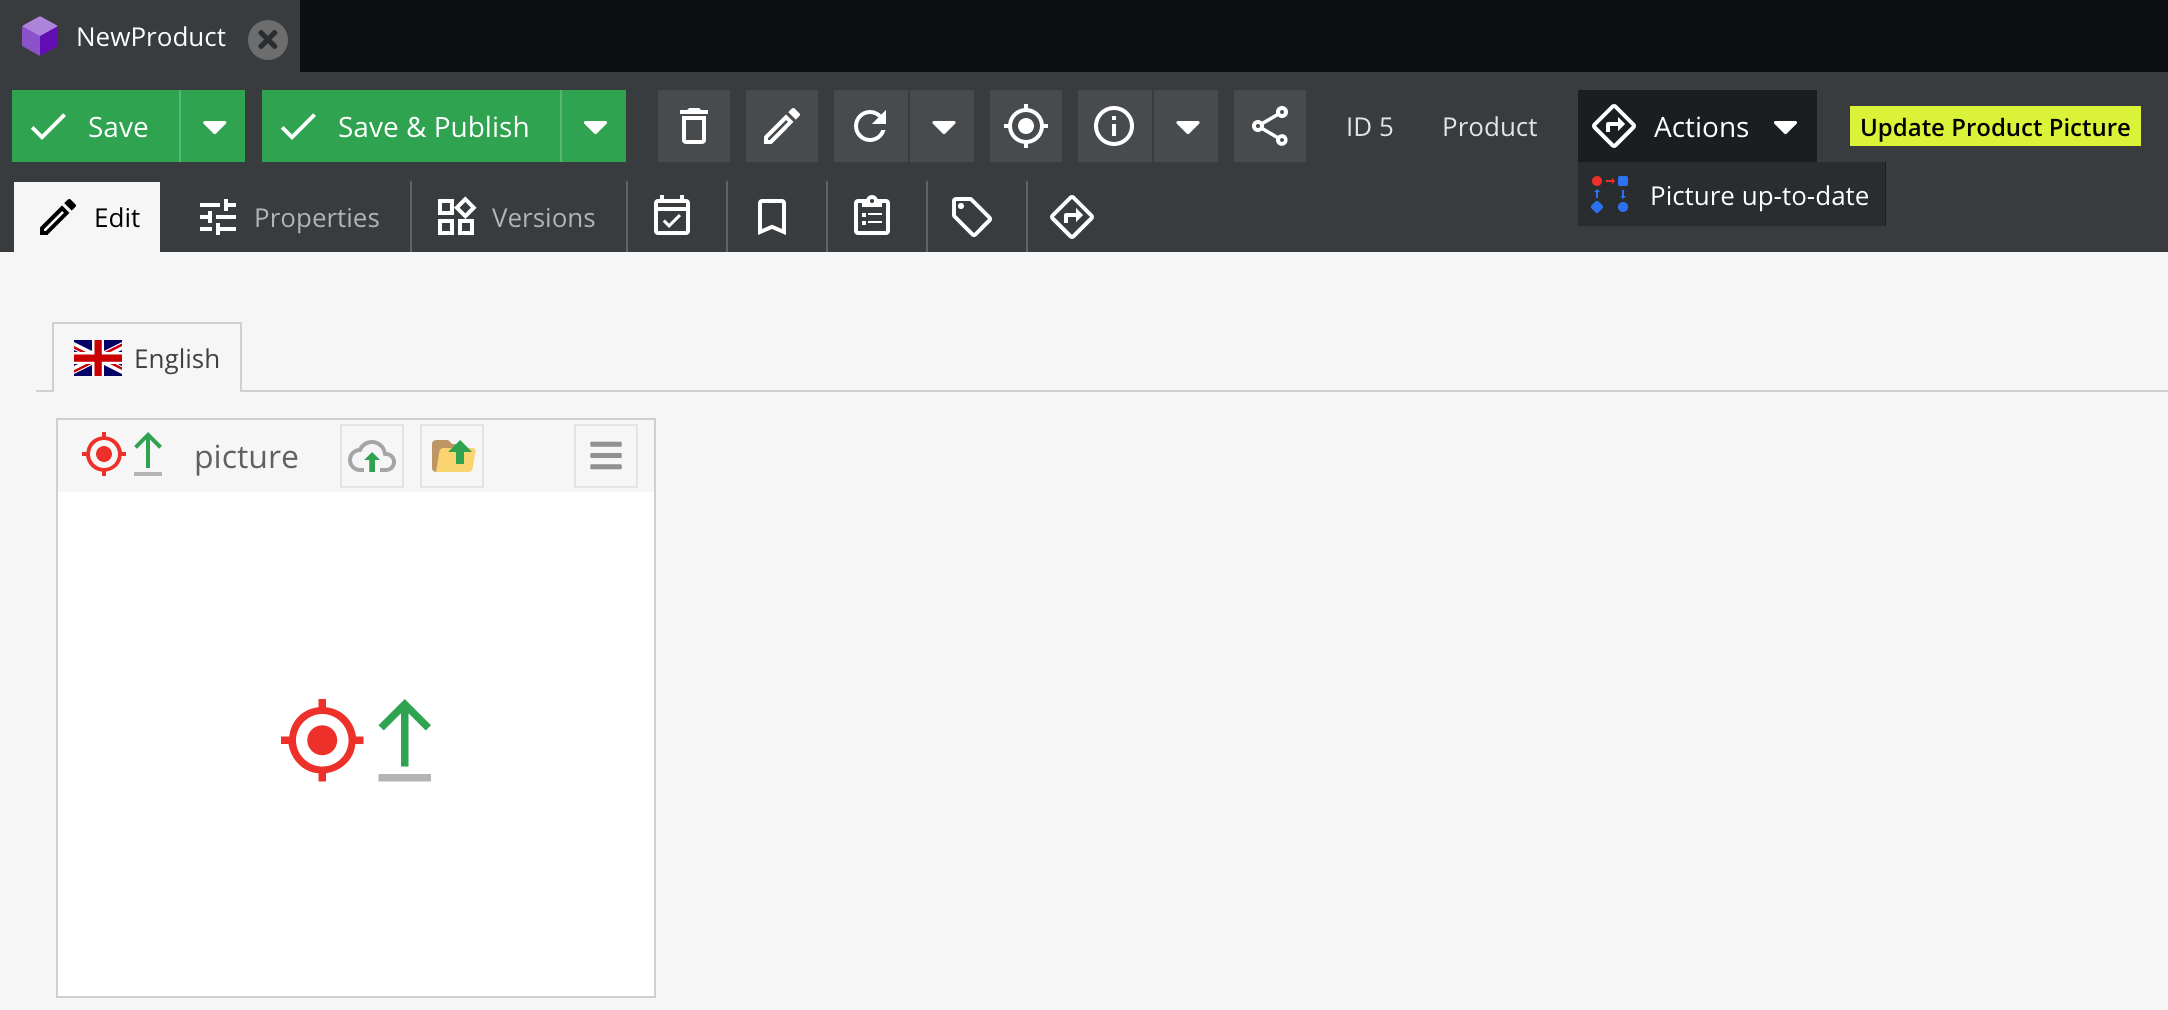 NewProduct
Save
Save & Publish
ID 5
Product
Actions
Update Product Picture
Picture up-to-date
Edit
Properties
Versions
English
picture